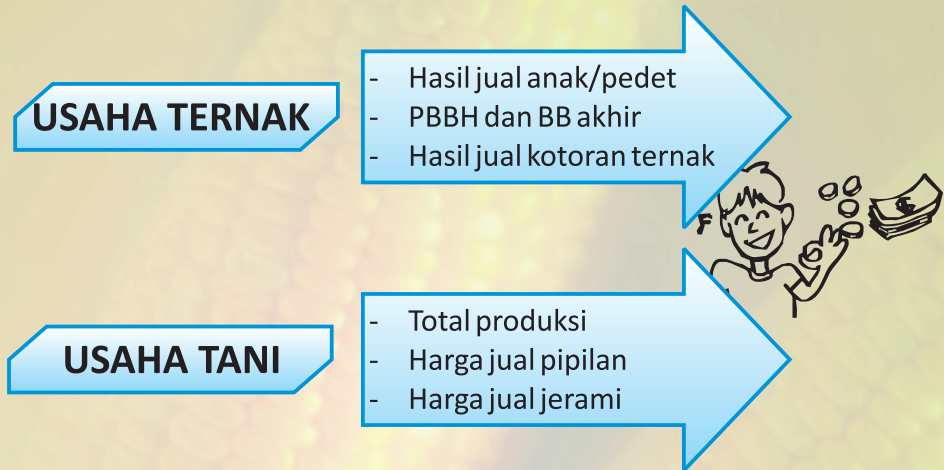 USAHA TERNAK
- Hasil jual anak/pedet
- PBBH dan BB akhir
- Hasil jual kotoran ternak
USAHA TANI
- Total produksi
- Harga jual pipilan
- Harga jual jerami